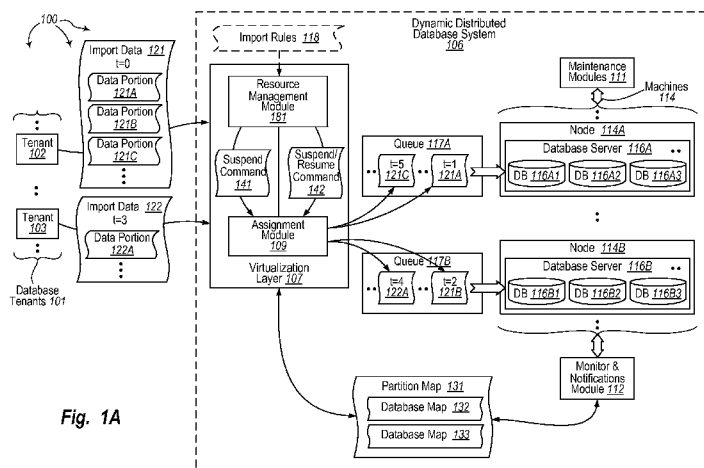 100
Import Data 121
t=0
Data Portion
121A
Data Portion
121B
Data Portion
121C
Tenant
102
Tenant
103
Import Data 122
t=3
Data Portion
122A
Database
Tenants 101
Import Rules 118
Resource
Management
Module
181
Suspend
Command
141
Suspend/
Resume
Command
142
Assignment
Module
109
Virtualization
Layer 107
Dynamic Distributed
Database System
106
Queue 117A
t=5
121C
t=1
121A
Queue 117B
t=4
122A
t=2
121B
Maintenance
Modules 111
Machines
114
Node 114A
Database Server 116A
DB 116A1
DB 116A2
DB 116A3
Node 114B
Database Server 116B
DB 116B1
DB 116B2
DB 116B3
Monitor &
Notifications
Module 112
Partition Map 131
Database Map 132
Database Map 133
Fig. 1A